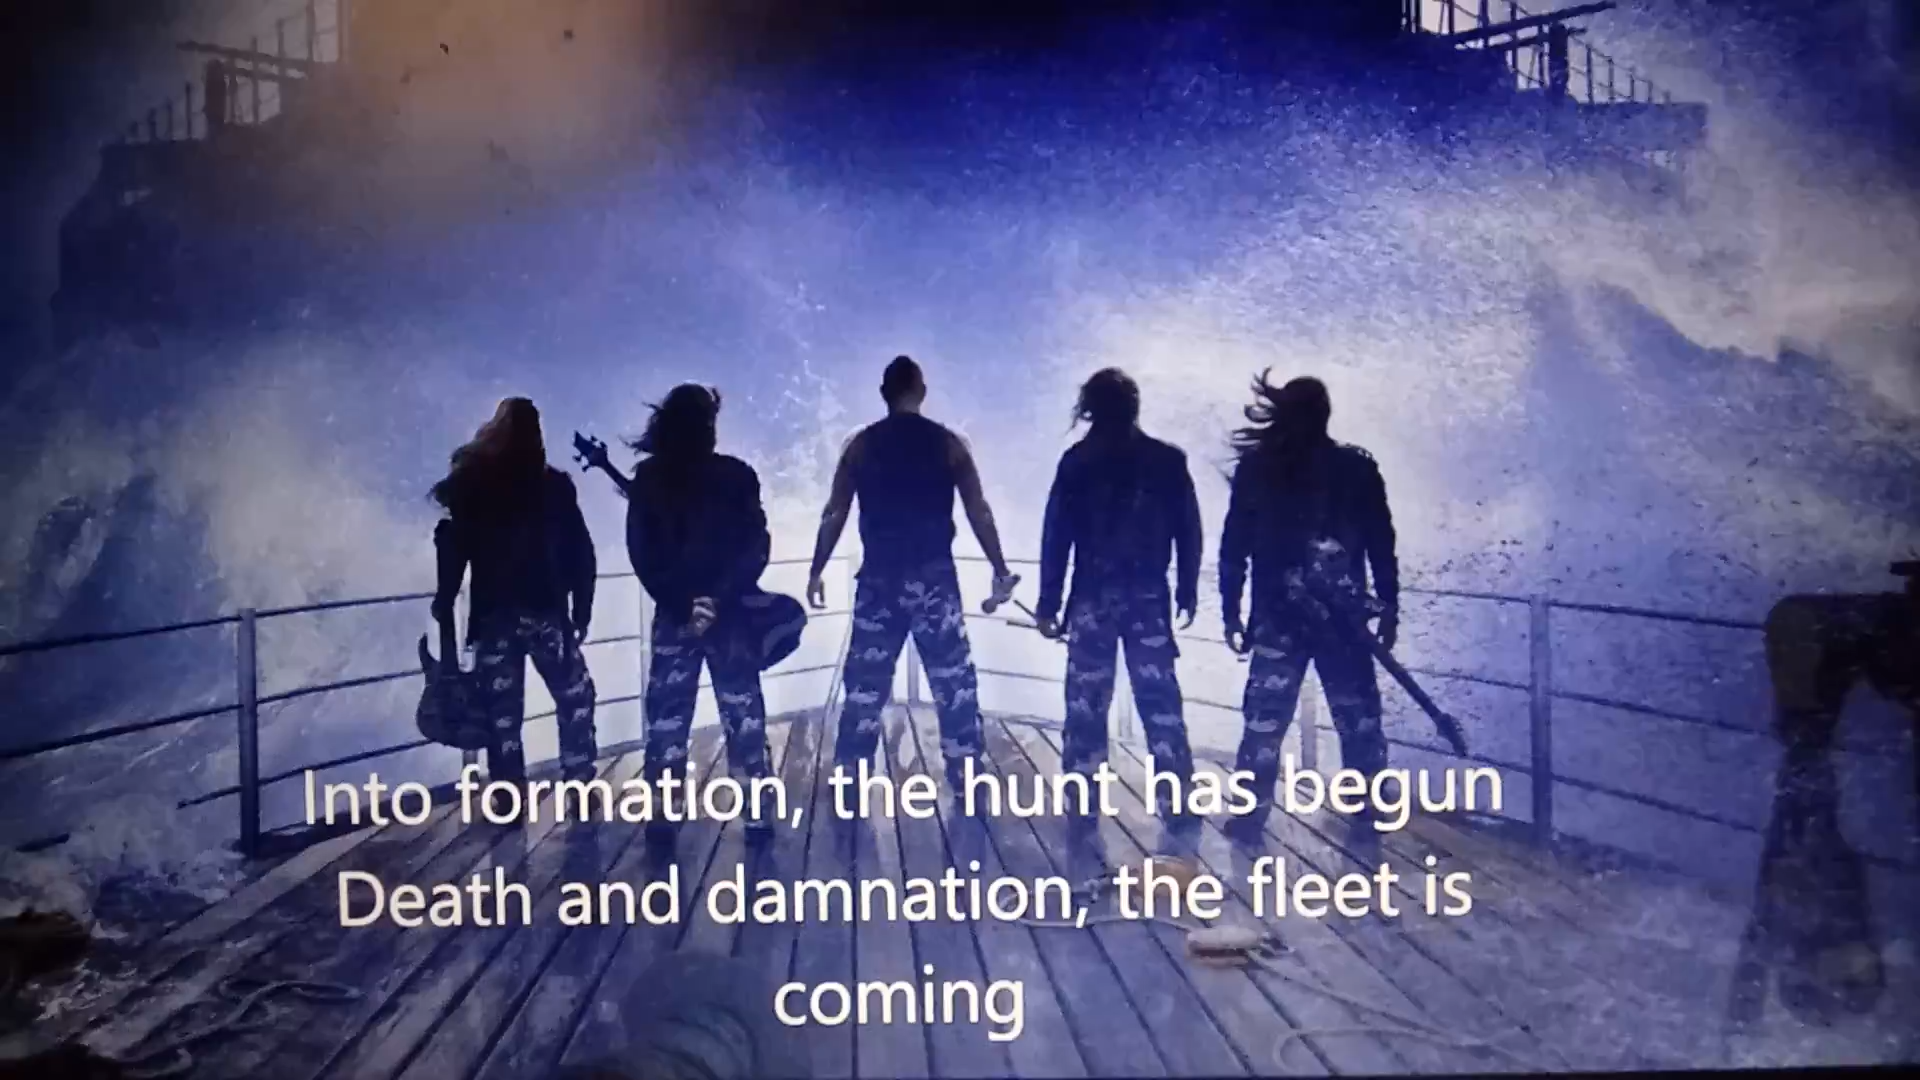 Into formation, the hunt has begun
Death and damnation, the fleet is
coming